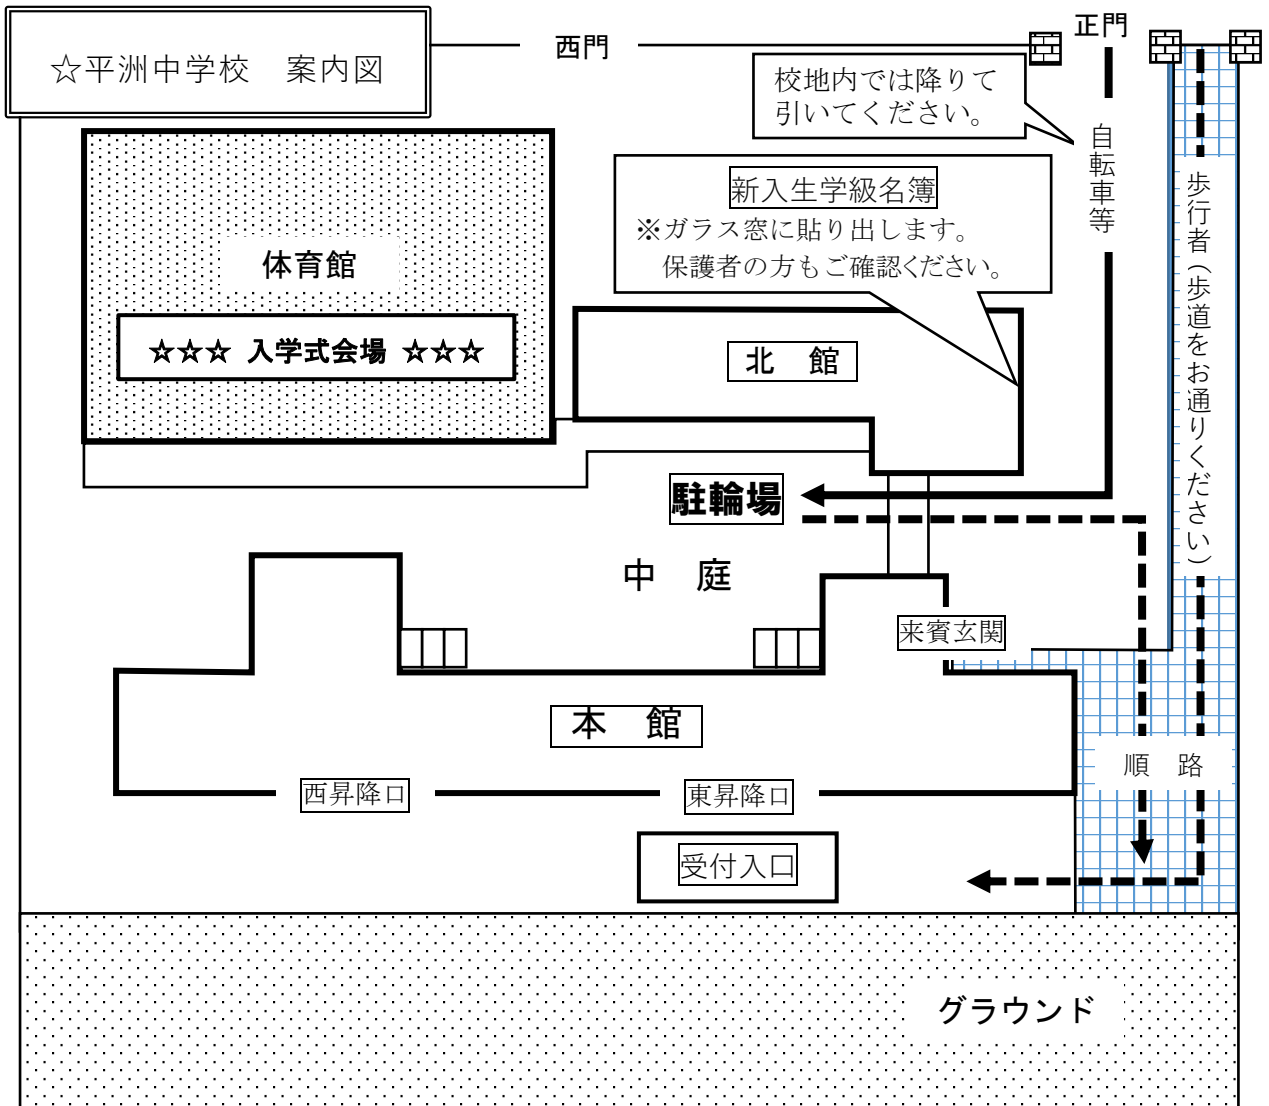 ☆平洲中学校　案内図
西門
正門
校地内では降りて
引いてください。
自転車等
歩行者（歩道をお通りください）
新入生学級名簿
※ガラス窓に貼り出します。
保護者の方もご確認ください。
体育館
☆☆☆ 入学式会場 ☆☆☆
北　館
駐輪場
中　庭
来賓玄関
本　館
順　路
西昇降口
東昇降口
受付入口
グラウンド